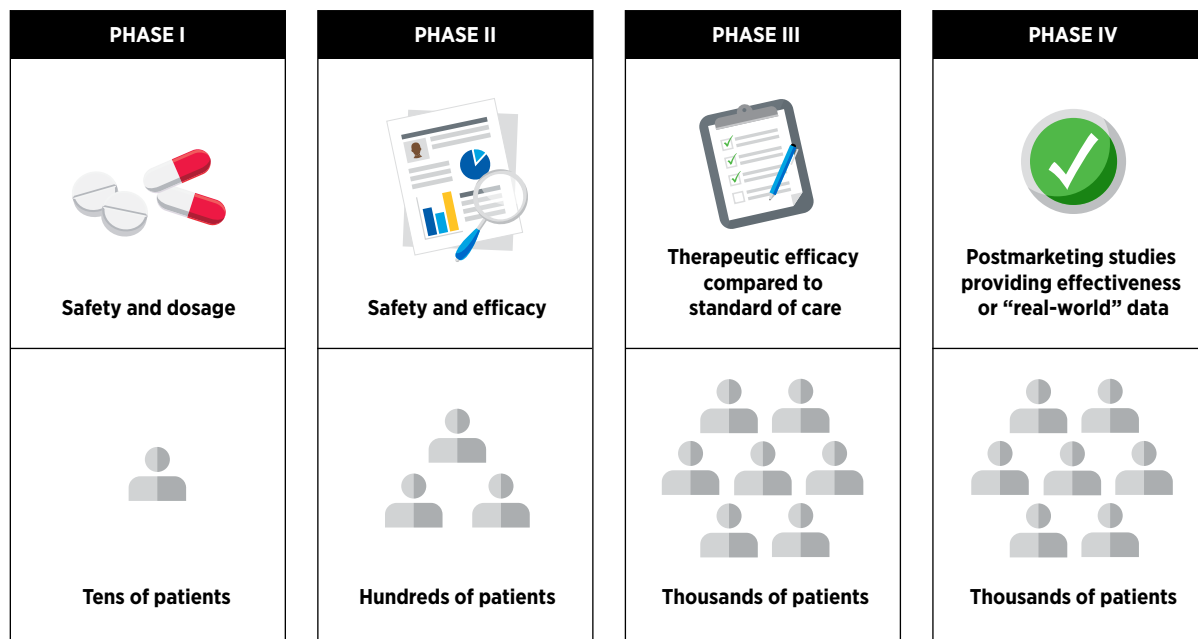 PHASE I
Safety and dosage
Tens of patients
PHASE II
Safety and efficacy
Hundreds of patients
PHASE III
Therapeutic efficacy
compared to
standard of care
Thousands of patients
PHASE IV
Postmarketing studies
providing effectiveness
or “real-world” data
Thousands of patients